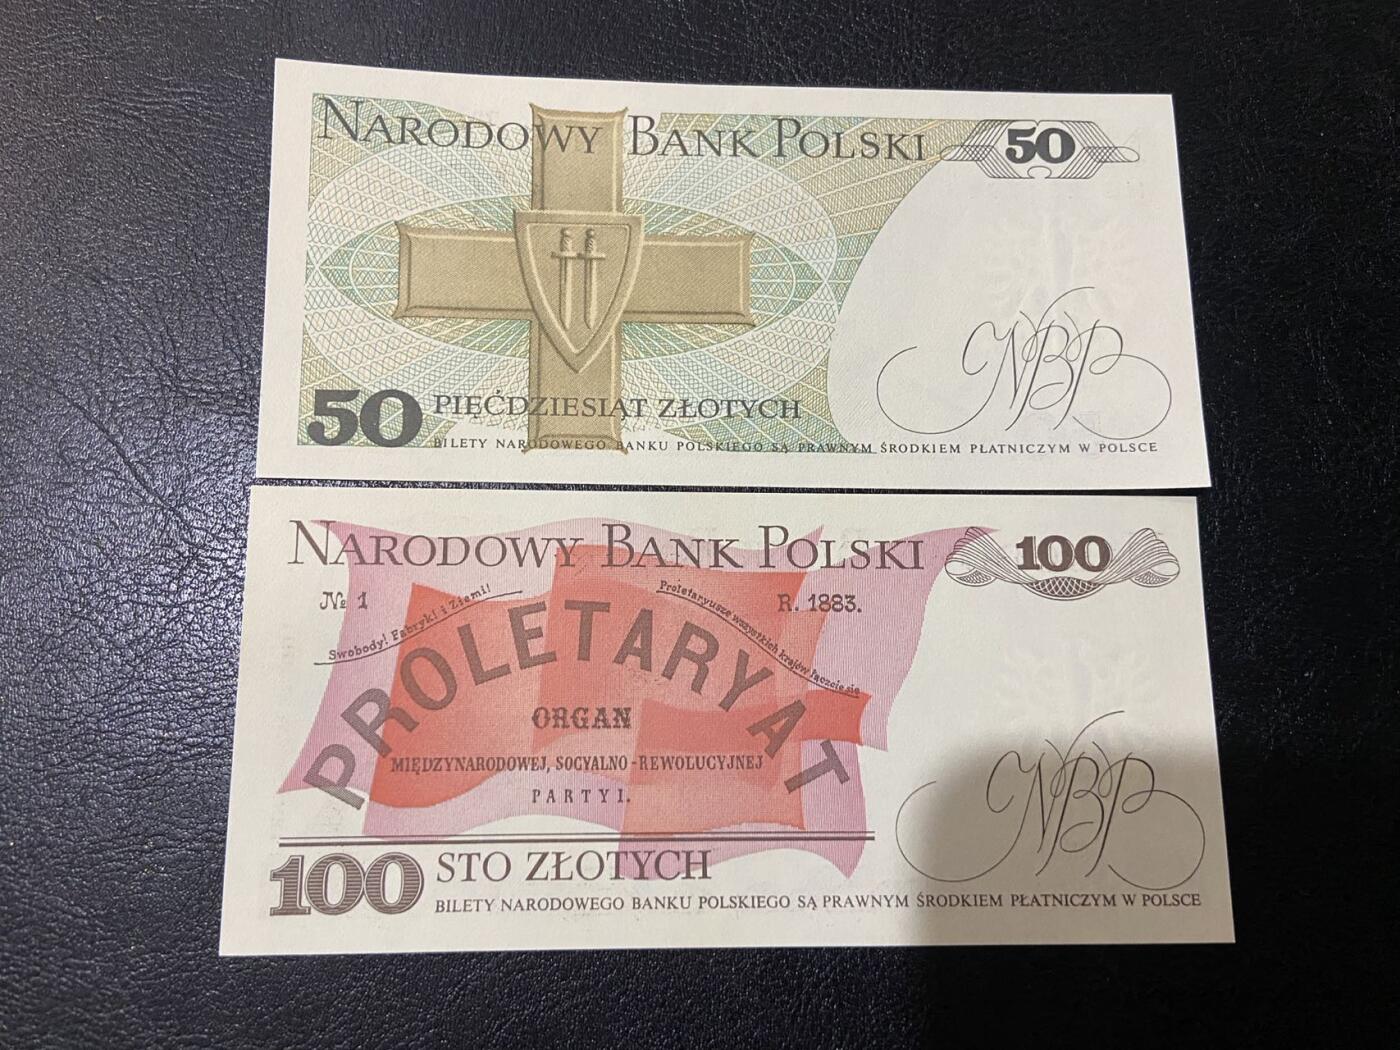 NARODOWY BANK POLSKI
50
NBP
50 PIĘĆDZIESIĄT ZŁOTYCH
BILETY NARODOWEGO BANKU POLSKIEGO SĄ PRAWNYM ŚRODKIEM PŁATNICZYM W POLSCE
NARODOWY BANK POLSKI
100
№ 1
R. 1883.
Swobody! Fabryk! i Ziemi!
Proletaryusze wszystkich krajów łączcie się
PROLETARYAT
ORGAN
MIĘDZYNARODOWEJ, SOCYALNO-REWOLUCYJNEJ
PARTYI.
NBP
100 STO ZŁOTYCH
BILETY NARODOWEGO BANKU POLSKIEGO SĄ PRAWNYM ŚRODKIEM PŁATNICZYM W POLSCE